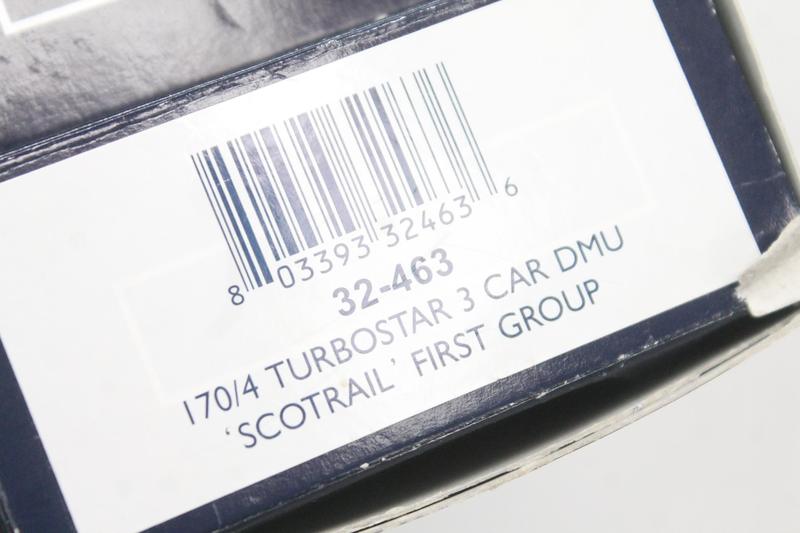 8 03393 32463 6
32-463
170/4 TURBOSTAR 3 CAR DMU
‘SCOTRAIL’ FIRST GROUP